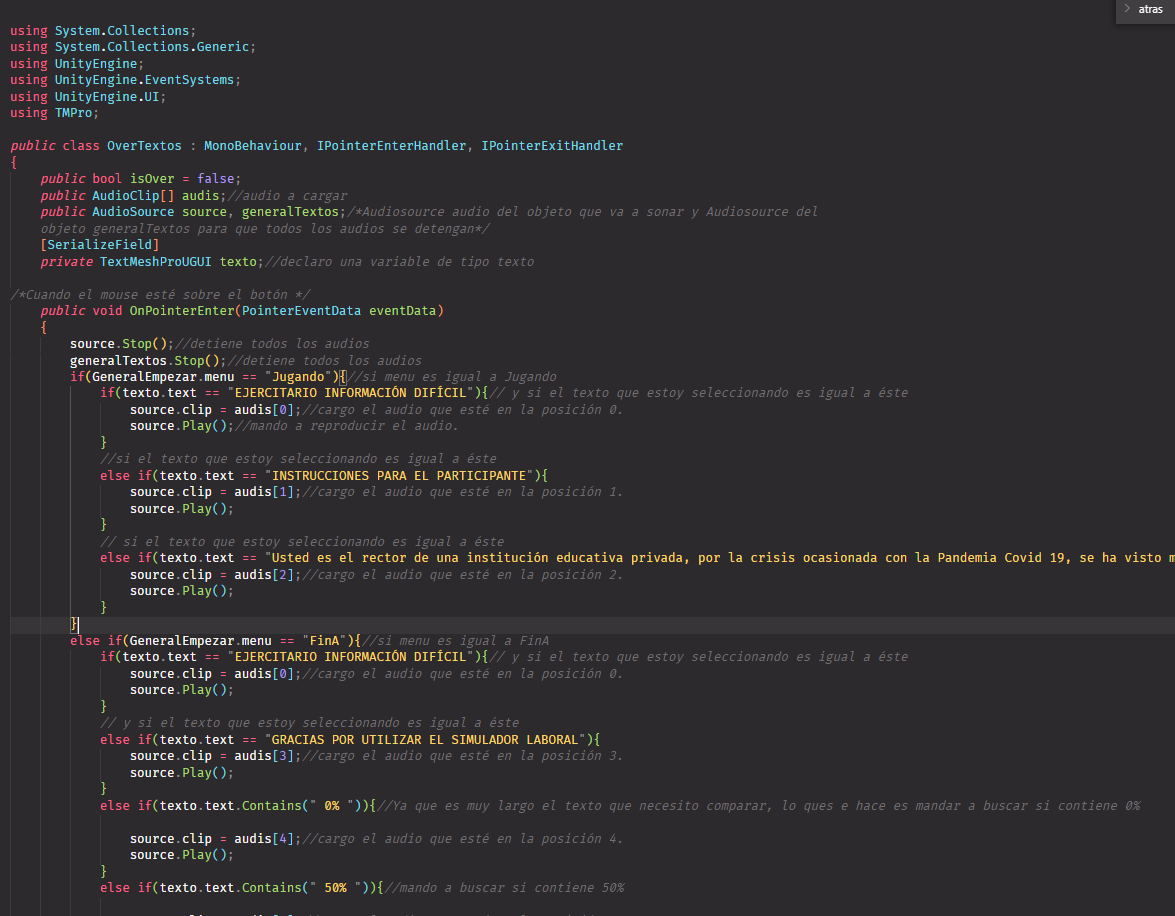 atras
using System.Collections;
using System.Collections.Generic;
using UnityEngine;
using UnityEngine.EventSystems;
using UnityEngine.UI;
using TMPro;
public class OverTextos : MonoBehaviour, IPointerEnterHandler, IPointerExitHandler
{
public bool isOver = false;
public AudioClip[] audis;//audio a cargar
public AudioSource source, generalTextos;/*Audiosource audio del objeto que va a sonar y Audiosource del
objeto generalTextos para que todos los audios se detengan*/
[SerializeField]
private TextMeshProUGUI texto;//declaro una variable de tipo texto
/*Cuando el mouse esté sobre el botón */
public void OnPointerEnter(PointerEventData eventData)
{
source.Stop();//detiene todos los audios
generalTextos.Stop();//detiene todos los audios
if(GeneralEmpezar.menu == "Jugando"){//si menu es igual a Jugando
if(texto.text == "EJERCITARIO INFORMACIÓN DIFÍCIL"){// y si el texto que estoy seleccionando es igual a éste
source.clip = audis[0];//cargo el audio que esté en la posición 0.
source.Play();//mando a reproducir el audio.
}
//si el texto que estoy seleccionando es igual a éste
else if(texto.text == "INSTRUCCIONES PARA EL PARTICIPANTE"){
source.clip = audis[1];//cargo el audio que esté en la posición 1.
source.Play();
}
// si el texto que estoy seleccionando es igual a éste
else if(texto.text == "Usted es el rector de una institución educativa privada, por la crisis ocasionada con la Pandemia Covid 19, se ha visto
source.clip = audis[2];//cargo el audio que esté en la posición 2.
source.Play();
}
}
else if(GeneralEmpezar.menu == "FinA"){//si menu es igual a FinA
if(texto.text == "EJERCITARIO INFORMACIÓN DIFÍCIL"){// y si el texto que estoy seleccionando es igual a éste
source.clip = audis[0];//cargo el audio que esté en la posición 0.
source.Play();
}
// y si el texto que estoy seleccionando es igual a éste
else if(texto.text == "GRACIAS POR UTILIZAR EL SIMULADOR LABORAL"){
source.clip = audis[3];//cargo el audio que esté en la posición 3.
source.Play();
}
else if(texto.text.Contains(" 0% ")){//Ya que es muy largo el texto que necesito comparar, lo ques e hace es mandar a buscar si contiene 0%
source.clip = audis[4];//cargo el audio que esté en la posición 4.
source.Play();
}
else if(texto.text.Contains(" 50% ")){//mando a buscar si contiene 50%